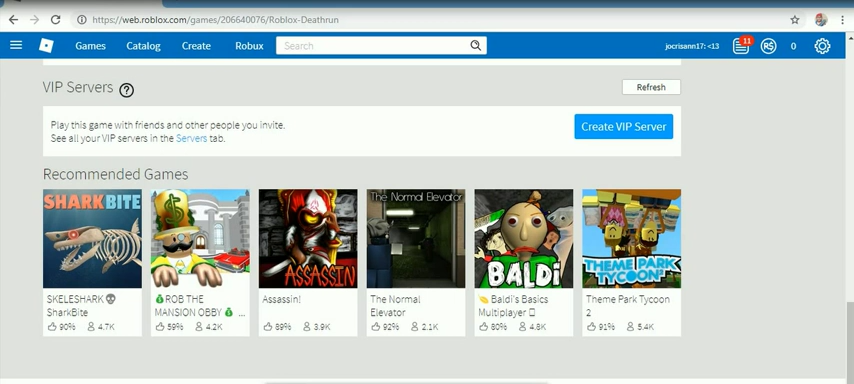 https://web.roblox.com/games/206640076/Roblox-Deathrun
Games Catalog Create Robux Search jocrisann17: <13 11 R$ 0
VIP Servers ? Refresh
Play this game with friends and other people you invite.
See all your VIP servers in the Servers tab.
Create VIP Server
Recommended Games
SHARKBITE
ASSASSIN
The Normal Elevator
BALDI
THEME PARK
TYCOON 2
SKELESHARK 💀
SharkBite
90% 4.7K
💰ROB THE
MANSION OBBY 💰 ...
59% 4.2K
Assassin!
89% 3.9K
The Normal
Elevator
92% 2.1K
Baldi's Basics
Multiplayer
80% 4.8K
Theme Park Tycoon
2
91% 5.4K